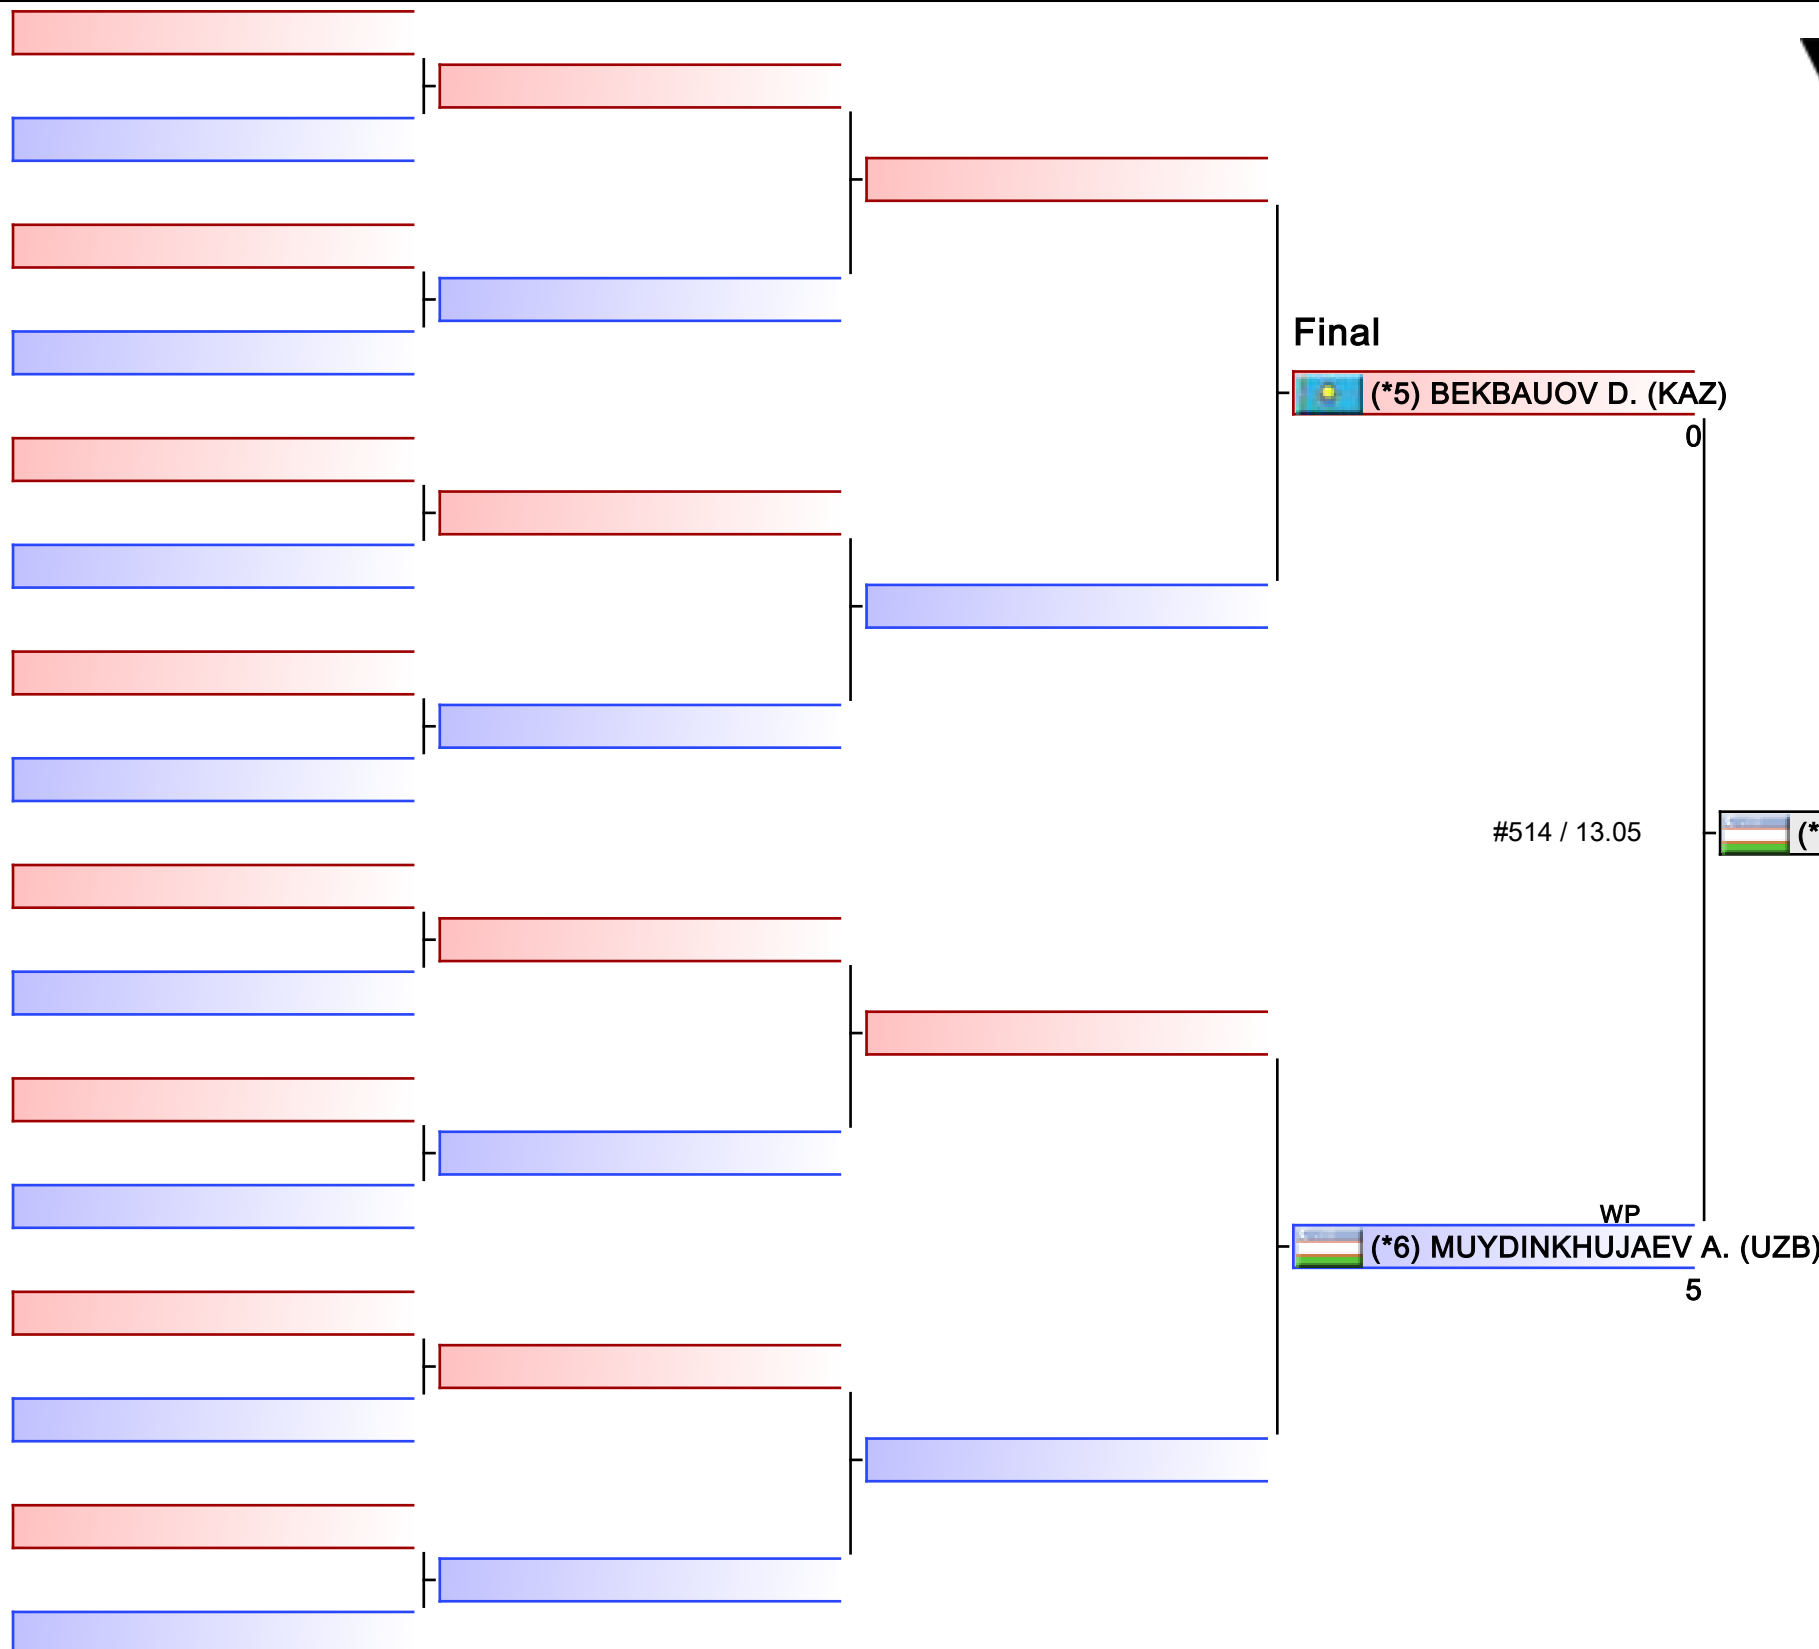 Final
(*5) BEKBAUOV D. (KAZ)
0
#514 / 13.05
(*
WP
(*6) MUYDINKHUJAEV A. (UZB)
5